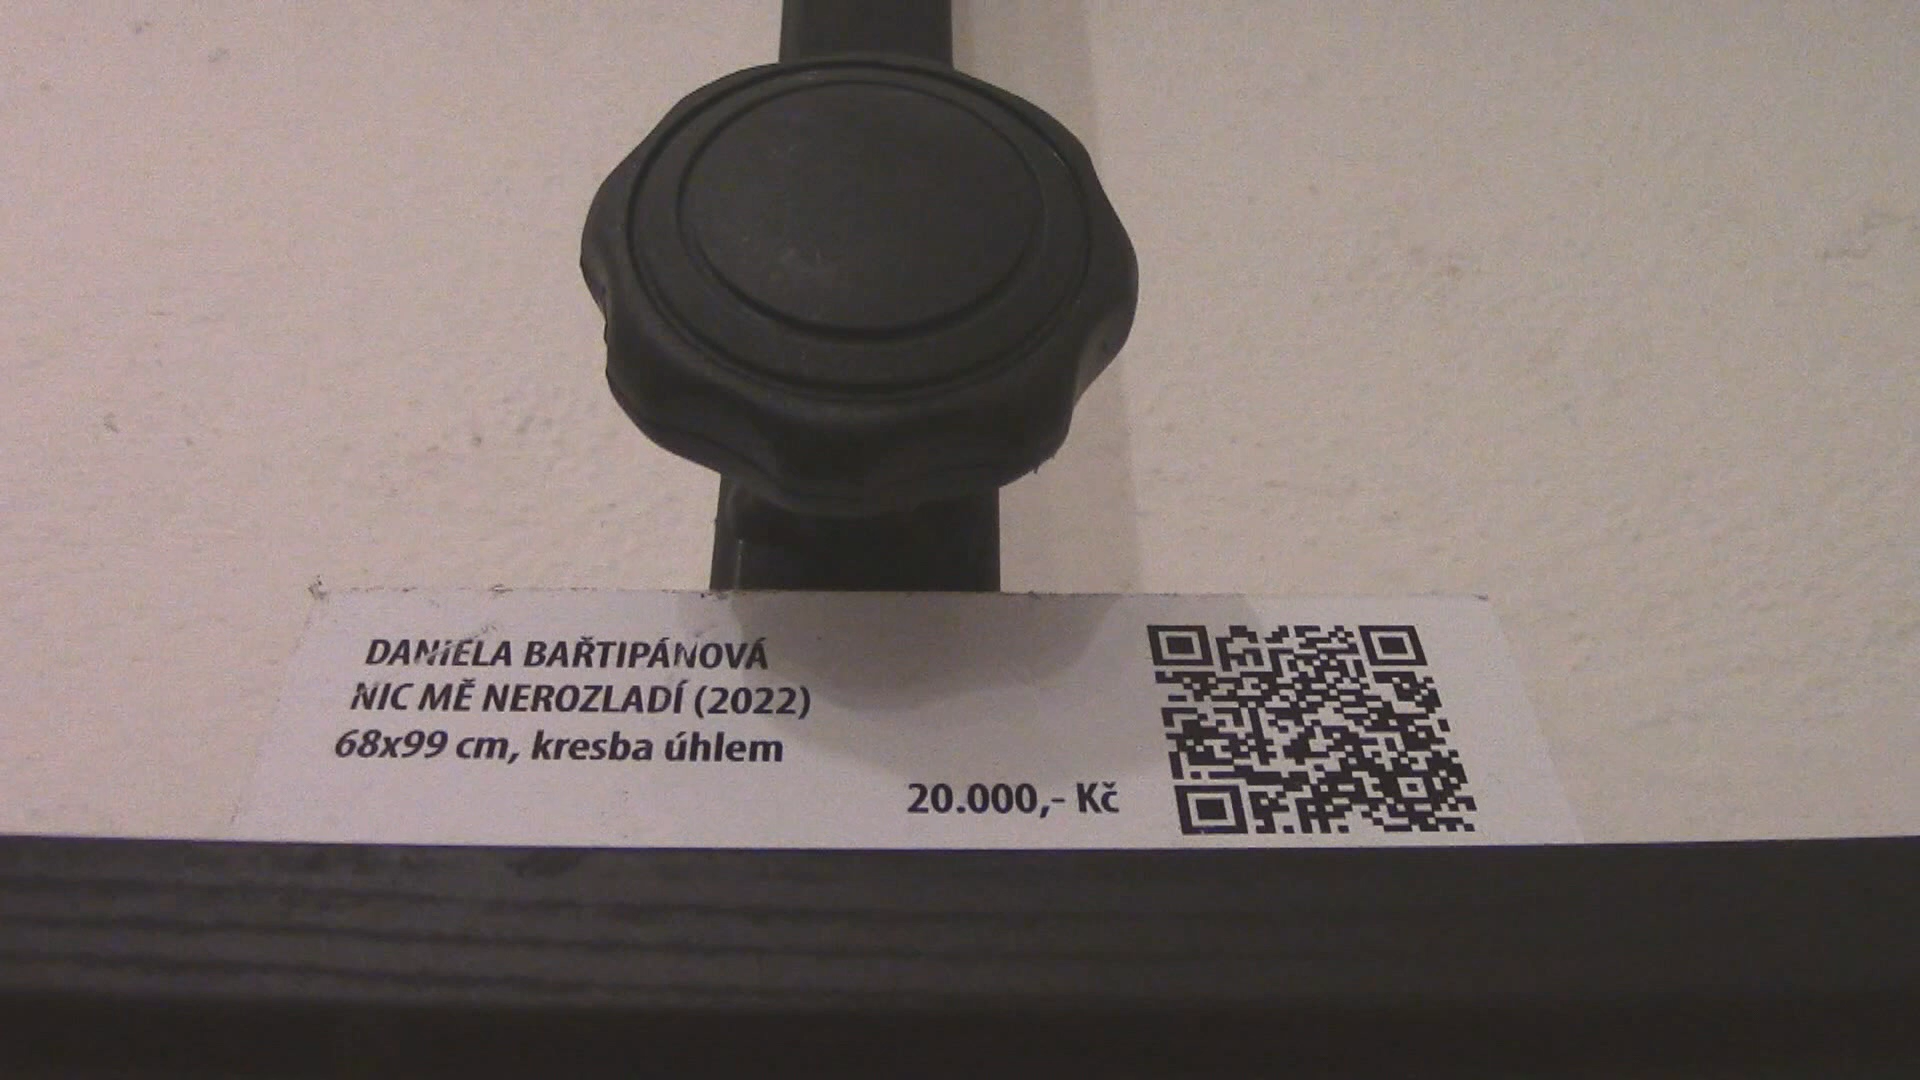 DANIELA BAŘTIPÁNOVÁ
NIC MĚ NEROZLADÍ (2022)
68x99 cm, kresba úhlem
20.000,- Kč